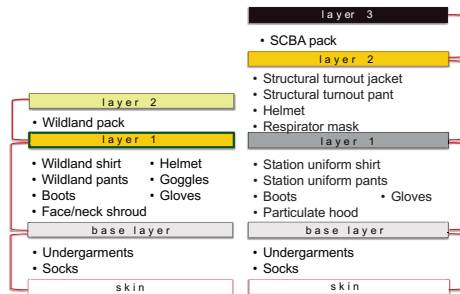 layer 2
• Wildland pack
layer 1
• Wildland shirt • Helmet
• Wildland pants • Goggles
• Boots • Gloves
• Face/neck shroud
base layer
• Undergarments
• Socks
skin
layer 3
• SCBA pack
layer 2
• Structural turnout jacket
• Structural turnout pant
• Helmet
• Respirator mask
layer 1
• Station uniform shirt
• Station uniform pants
• Boots • Gloves
• Particulate hood
base layer
• Undergarments
• Socks
skin